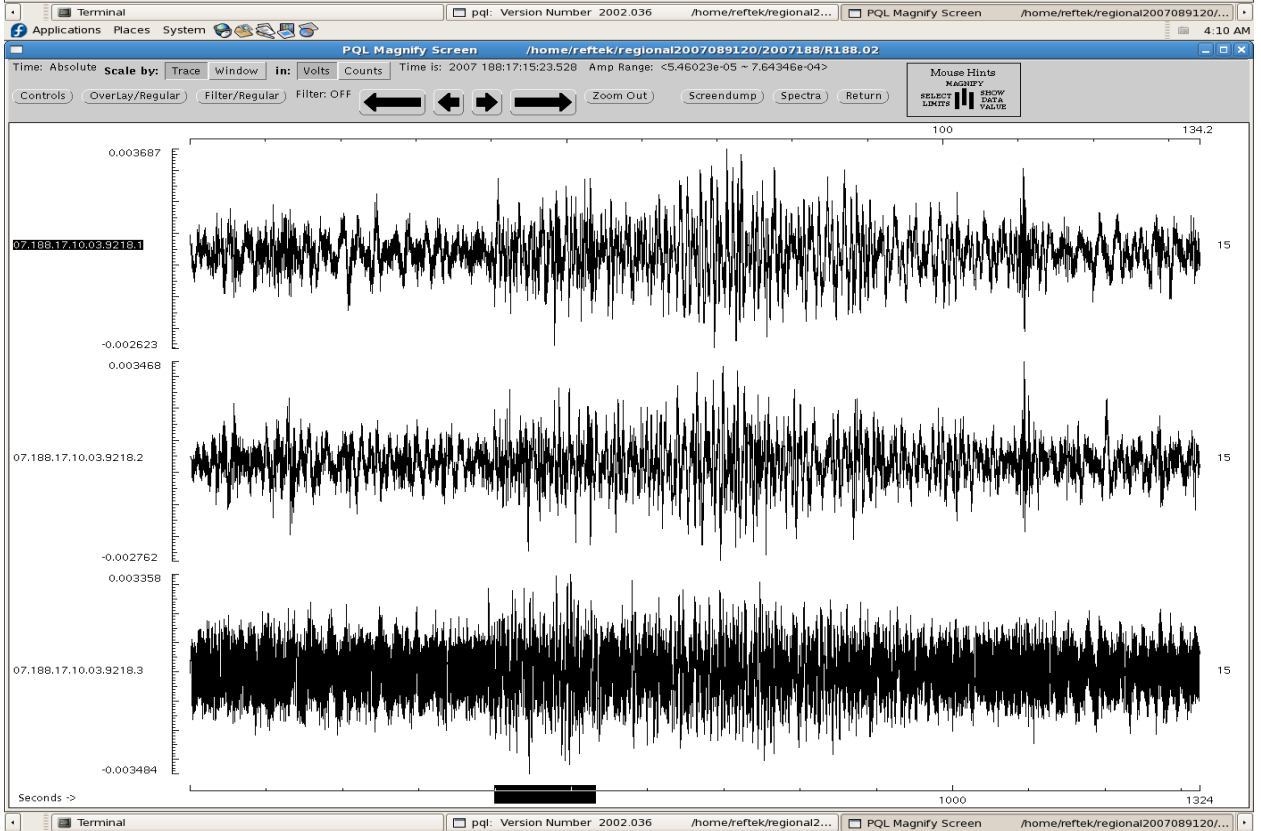 Terminal pql: Version Number 2002.036 /home/reftek/regional2... PQL Magnify Screen /home/reftek/regional2007089120/...
Applications Places System 4:10 AM
PQL Magnify Screen /home/reftek/regional2007089120/2007188/R188.02
Time: Absolute Scale by: Trace Window in: Volts Counts Time is: 2007 188:17:15:23.528 Amp Range: <5.46023e-05 ~ 7.64346e-04>
Controls OverLay/Regular Filter/Regular Filter: OFF Zoom Out Screendump Spectra Return
Mouse Hints
MAGNIFY
SELECT LIMITS
SHOW DATA VALUE
100 134.2
0.003687
07.188.17.10.03.9218.1 15
-0.002623
0.003468
07.188.17.10.03.9218.2 15
-0.002762
0.003358
07.188.17.10.03.9218.3 15
-0.003484
Seconds -> 1000 1324
Terminal pql: Version Number 2002.036 /home/reftek/regional2... PQL Magnify Screen /home/reftek/regional2007089120/...